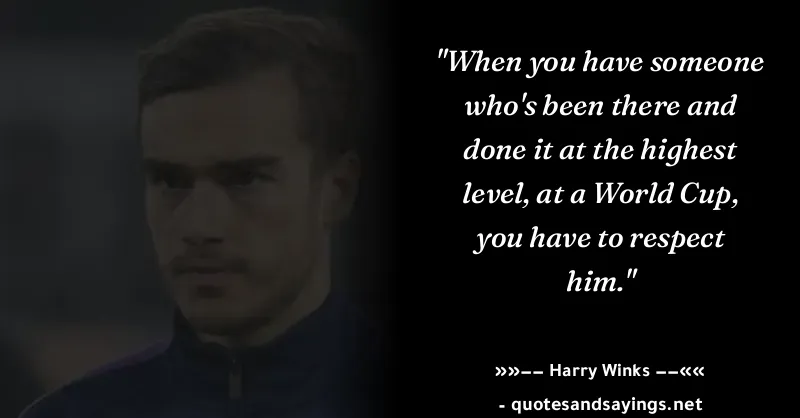 "When you have someone
who's been there and
done it at the highest
level, at a World Cup,
you have to respect
him."
»»–– Harry Winks ––««
- quotesandsayings.net